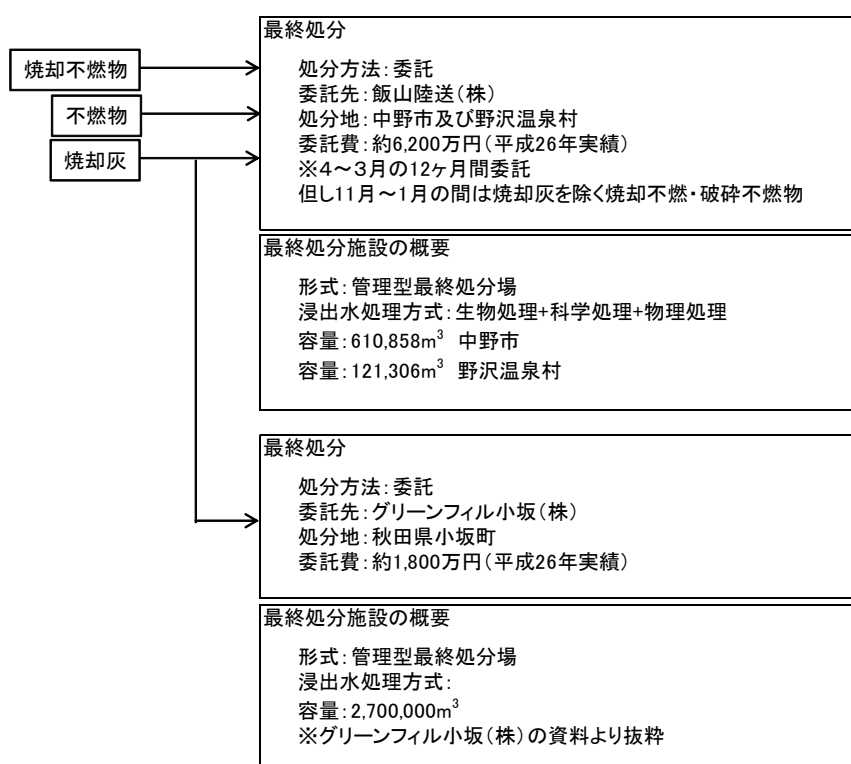 焼却不燃物
不燃物
焼却灰
最終処分
処分方法：委託
委託先：飯山陸送（株）
処分地：中野市及び野沢温泉村
委託費：約6,200万円（平成26年実績）
※4～3月の12ヶ月間委託
但し11月～1月の間は焼却灰を除く焼却不燃・破砕不燃物
最終処分施設の概要
形式：管理型最終処分場
浸出水処理方式：生物処理+科学処理+物理処理
容量：610,858m³ 中野市
容量：121,306m³ 野沢温泉村
最終処分
処分方法：委託
委託先：グリーンフィル小坂（株）
処分地：秋田県小坂町
委託費：約1,800万円（平成26年実績）
最終処分施設の概要
形式：管理型最終処分場
浸出水処理方式：
容量：2,700,000m³
※グリーンフィル小坂（株）の資料より抜粋